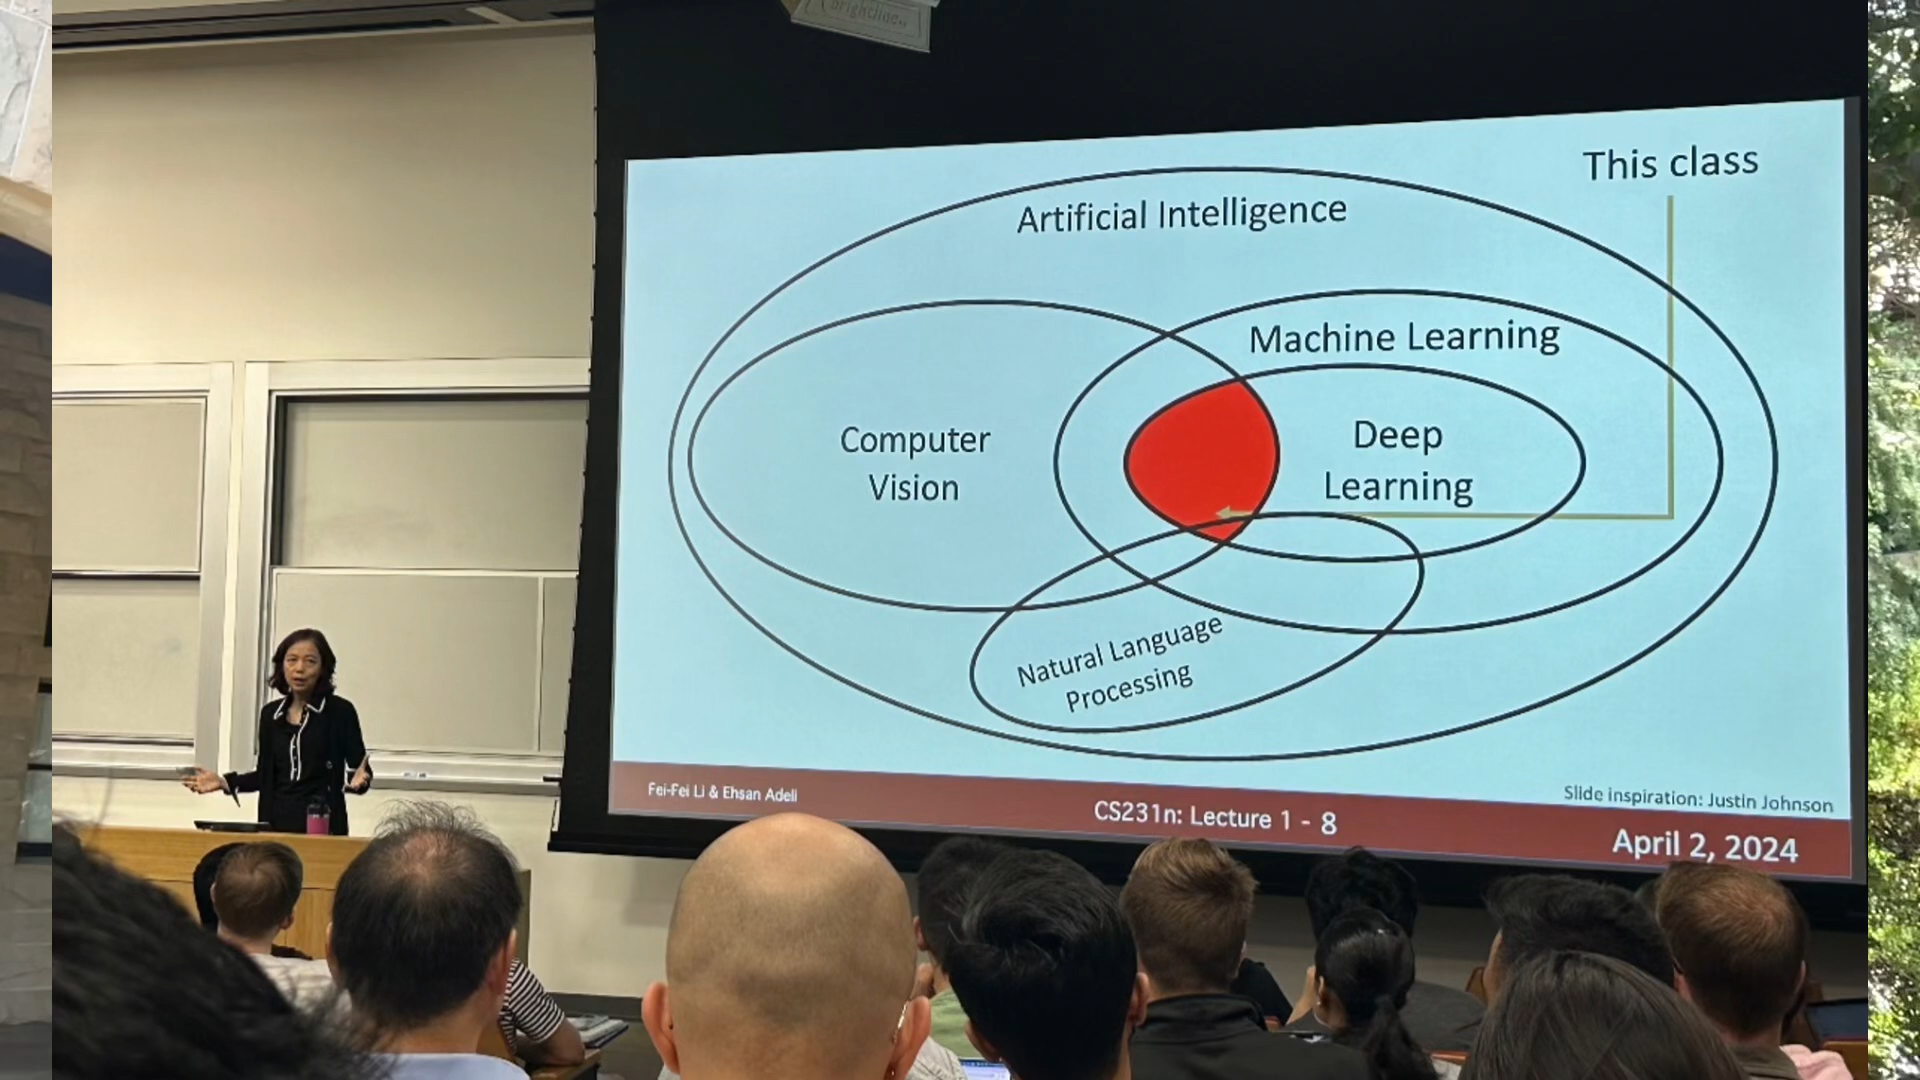 brightline
This class
Artificial Intelligence
Machine Learning
Computer
Vision
Deep
Learning
Natural Language
Processing
Fei-Fei Li & Ehsan Adeli
CS231n: Lecture 1 - 8
Slide inspiration: Justin Johnson
April 2, 2024